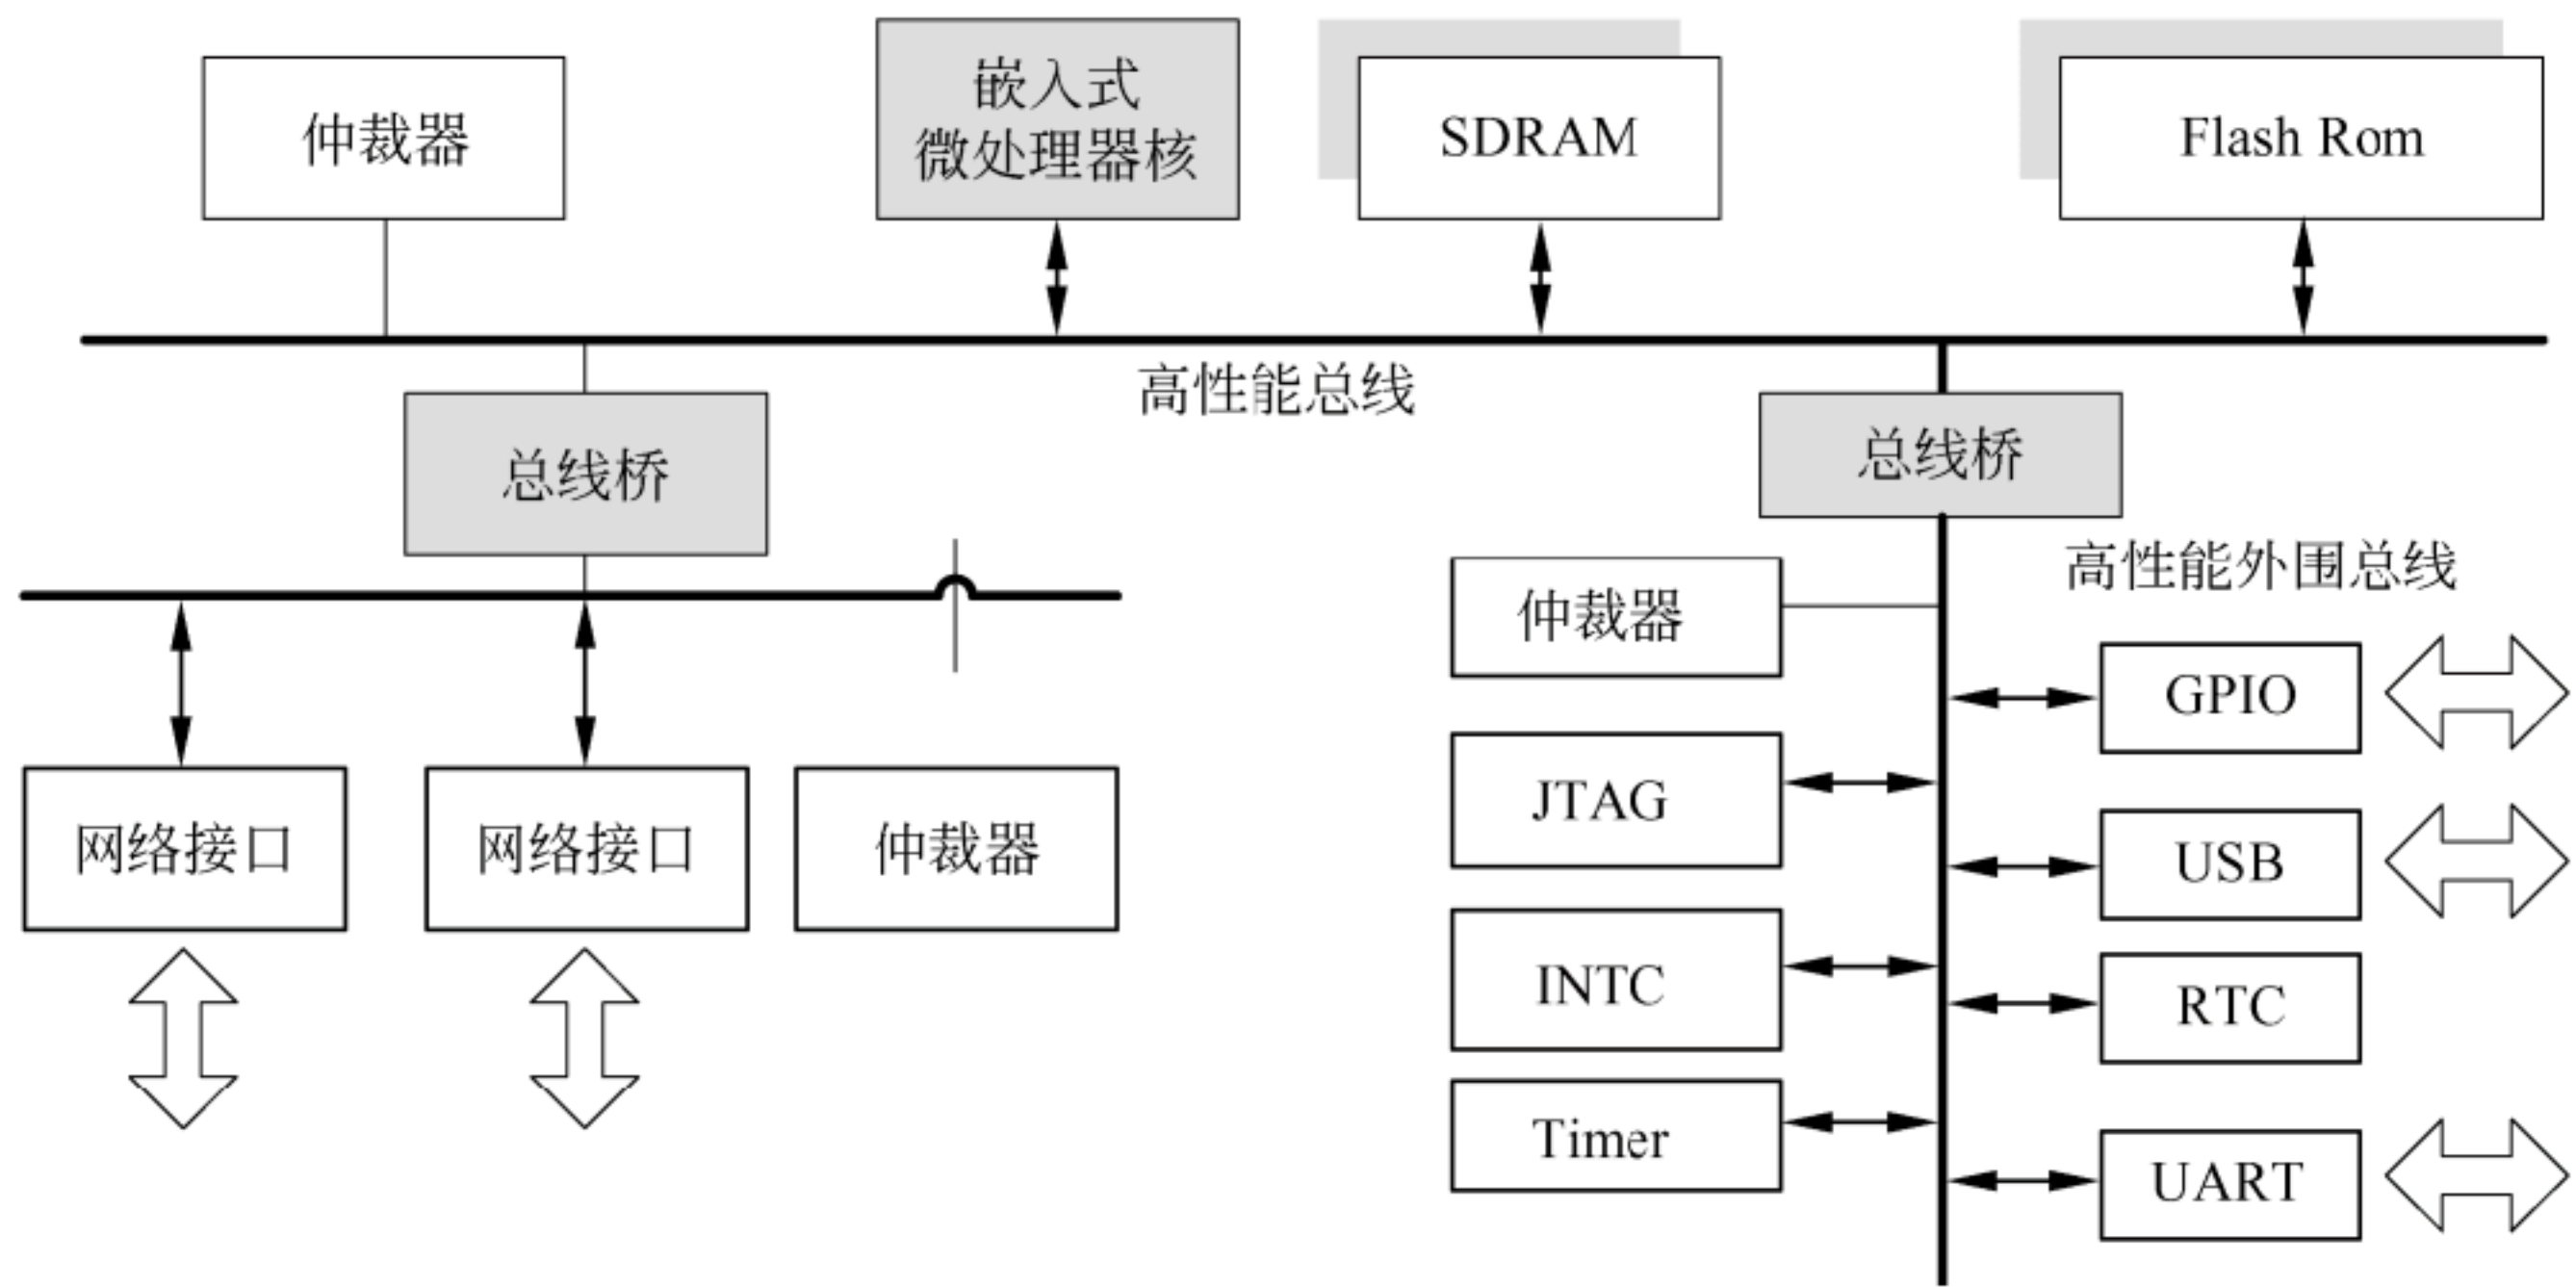 仲裁器
嵌入式
微处理器核
SDRAM
Flash Rom
高性能总线
总线桥
总线桥
高性能外围总线
仲裁器
GPIO
JTAG
USB
网络接口
网络接口
仲裁器
INTC
RTC
Timer
UART